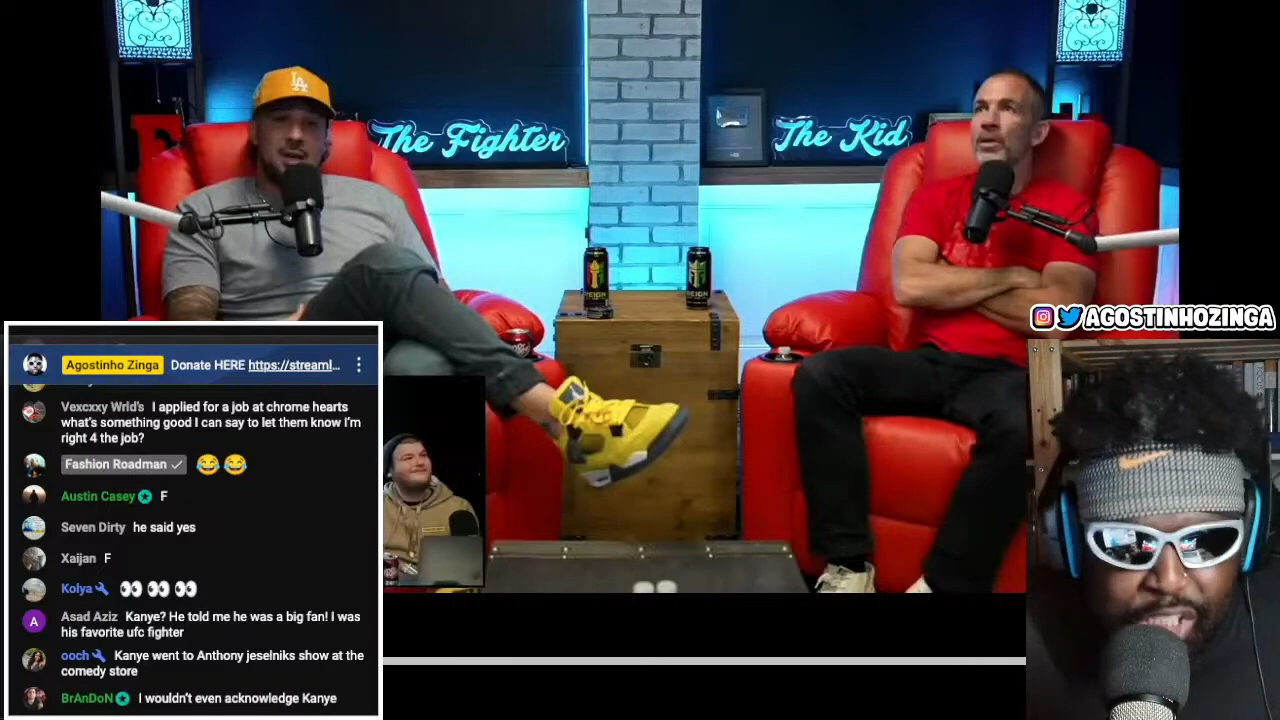 LA
The Fighter
The Kid
REIGN
AGOSTINHOZINGA
Agostinho Zinga Donate HERE https://streaml...
Vexcxxy Wrld's I applied for a job at chrome hearts
what's something good I can say to let them know I'm
right 4 the job?
Fashion Roadman 😂😂
Austin Casey F
Seven Dirty he said yes
Xaijan F
Kolya 👀👀👀
Asad Aziz Kanye? He told me he was a big fan! I was
his favorite ufc fighter
ooch Kanye went to Anthony jeselniks show at the
comedy store
BrAnDoN I wouldn't even acknowledge Kanye